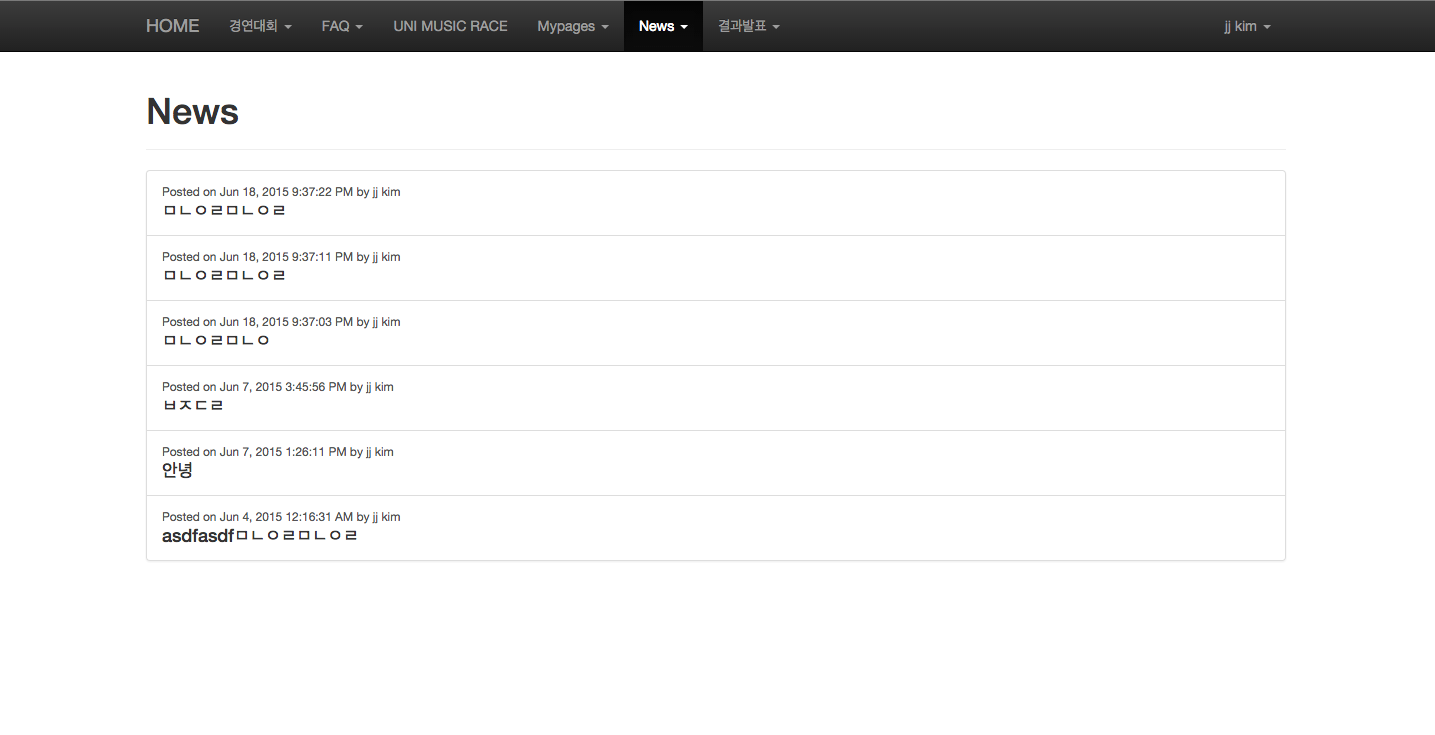 HOME 경연대회 FAQ UNI MUSIC RACE Mypages News 결과발표 jj kim
News
Posted on Jun 18, 2015 9:37:22 PM by jj kim
ㅁㄴㅇㄹㅁㄴㅇㄹ
Posted on Jun 18, 2015 9:37:11 PM by jj kim
ㅁㄴㅇㄹㅁㄴㅇㄹ
Posted on Jun 18, 2015 9:37:03 PM by jj kim
ㅁㄴㅇㄹㅁㄴㅇ
Posted on Jun 7, 2015 3:45:56 PM by jj kim
ㅂㅈㄷㄹ
Posted on Jun 7, 2015 1:26:11 PM by jj kim
안녕
Posted on Jun 4, 2015 12:16:31 AM by jj kim
asdfasdfㅁㄴㅇㄹㅁㄴㅇㄹ